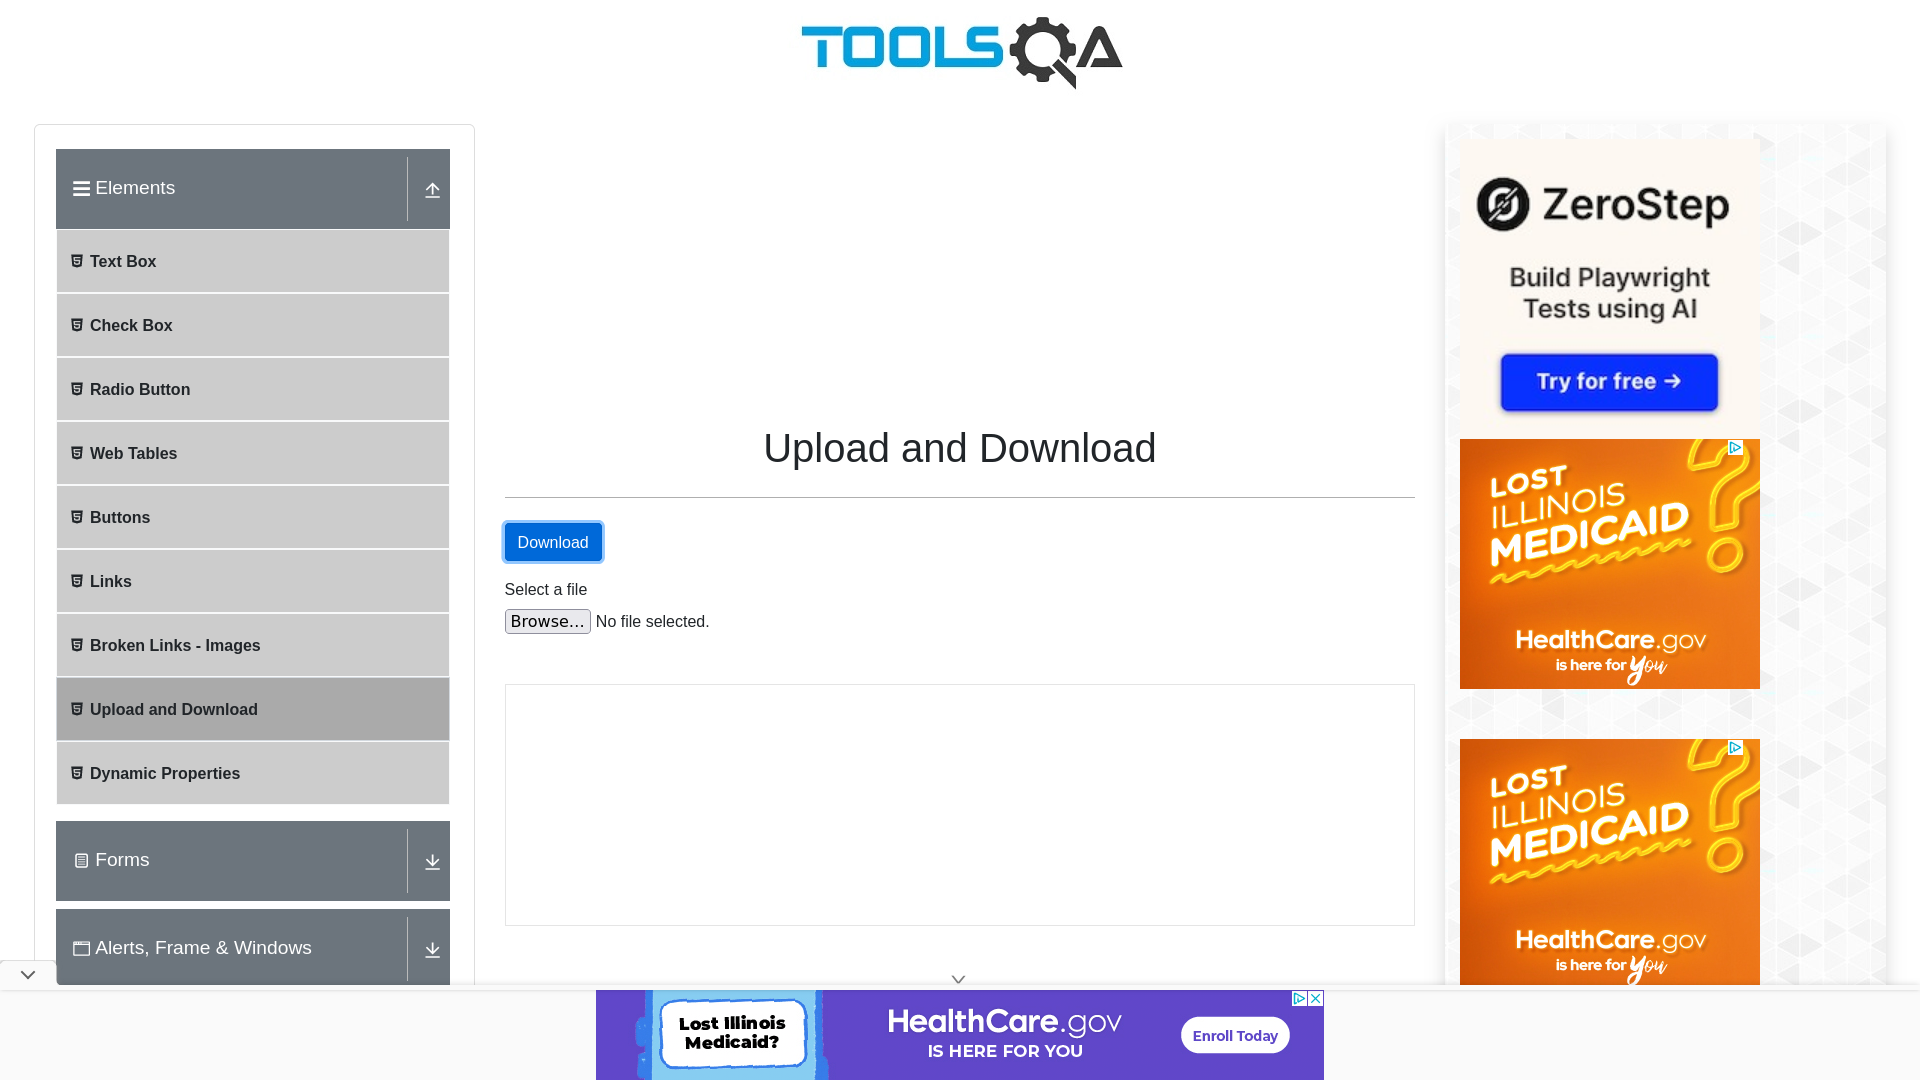 TOOLSQA
Elements
Text Box
Check Box
Radio Button
Web Tables
Buttons
Links
Broken Links - Images
Upload and Download
Dynamic Properties
Forms
Alerts, Frame & Windows
Upload and Download
Download
Select a file
Browse... No file selected.
ZeroStep
Build Playwright
Tests using AI
Try for free →
LOST
ILLINOIS
MEDICAID?
HealthCare.gov
is here for You
LOST
ILLINOIS
MEDICAID?
HealthCare.gov
is here for You
Lost Illinois
Medicaid?
HealthCare.gov
IS HERE FOR YOU
Enroll Today